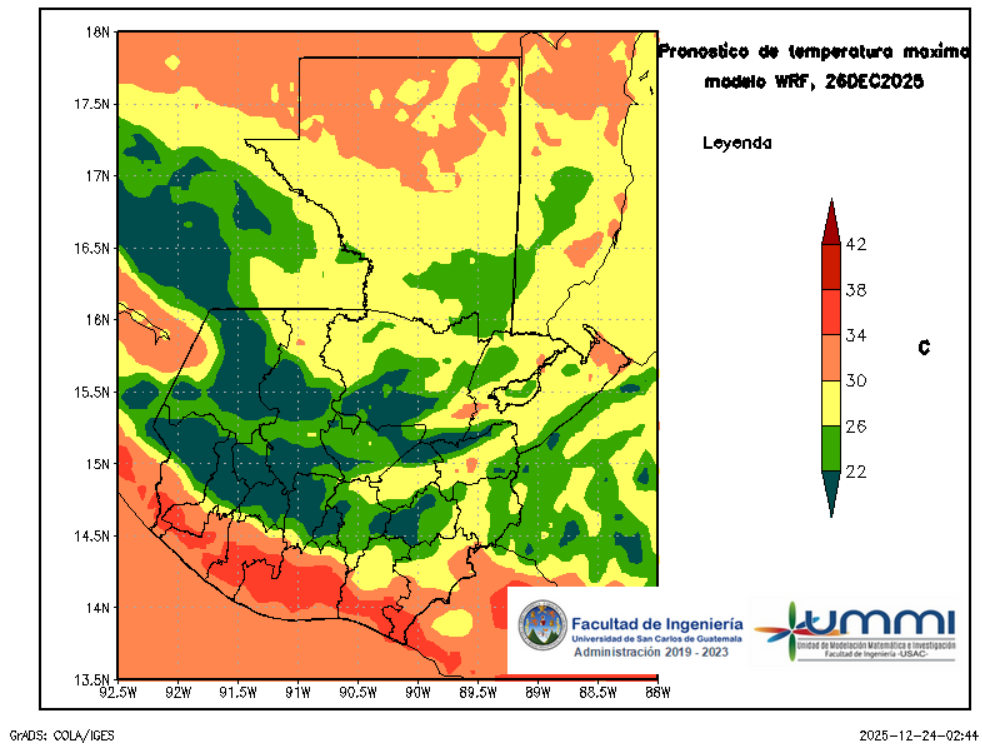 Pronostico de temperatura maxima
modelo WRF, 26DEC2025
Leyenda
42
38
34
30
26
22
C
18N
17.5N
17N
16.5N
16N
15.5N
15N
14.5N
14N
13.5N
92.5W 92W 91.5W 91W 90.5W 90W 89.5W 89W 88.5W 88W
Facultad de Ingeniería
Universidad de San Carlos de Guatemala
Administración 2019 - 2023
ummi
Unidad de Modelación Matemática e Investigación
Facultad de Ingeniería -USAC-
GrADS: COLA/IGES
2025-12-24-02:44